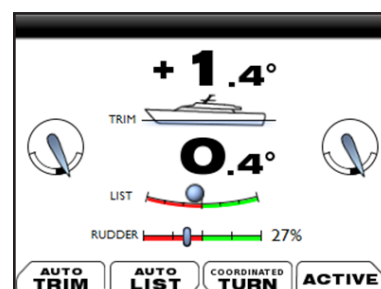 + 1.4°
TRIM
0.4°
LIST
RUDDER 27%
AUTO TRIM
AUTO LIST
COORDINATED TURN
ACTIVE